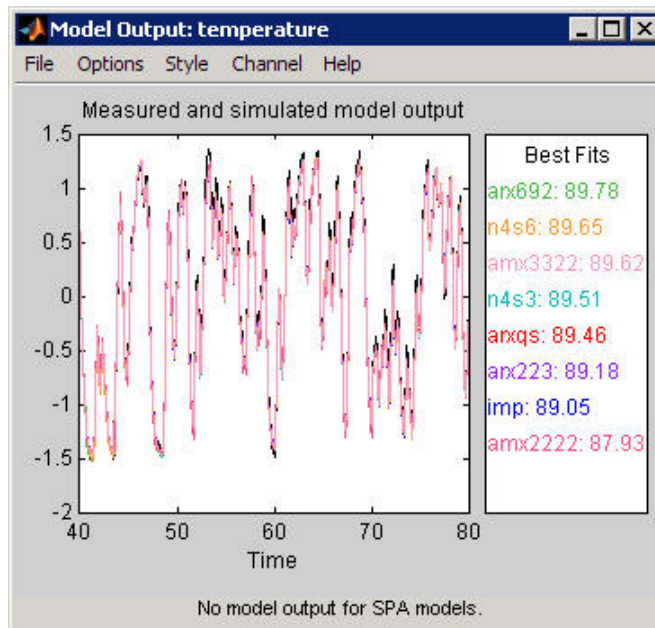 Model Output: temperature
File Options Style Channel Help
Measured and simulated model output
1.5
1
0.5
0
-0.5
-1
-1.5
-2
40 50 60 70 80
Time
Best Fits
arx692: 89.78
n4s6: 89.65
amx3322: 89.62
n4s3: 89.51
arxqs: 89.46
arx223: 89.18
imp: 89.05
amx2222: 87.93
No model output for SPA models.